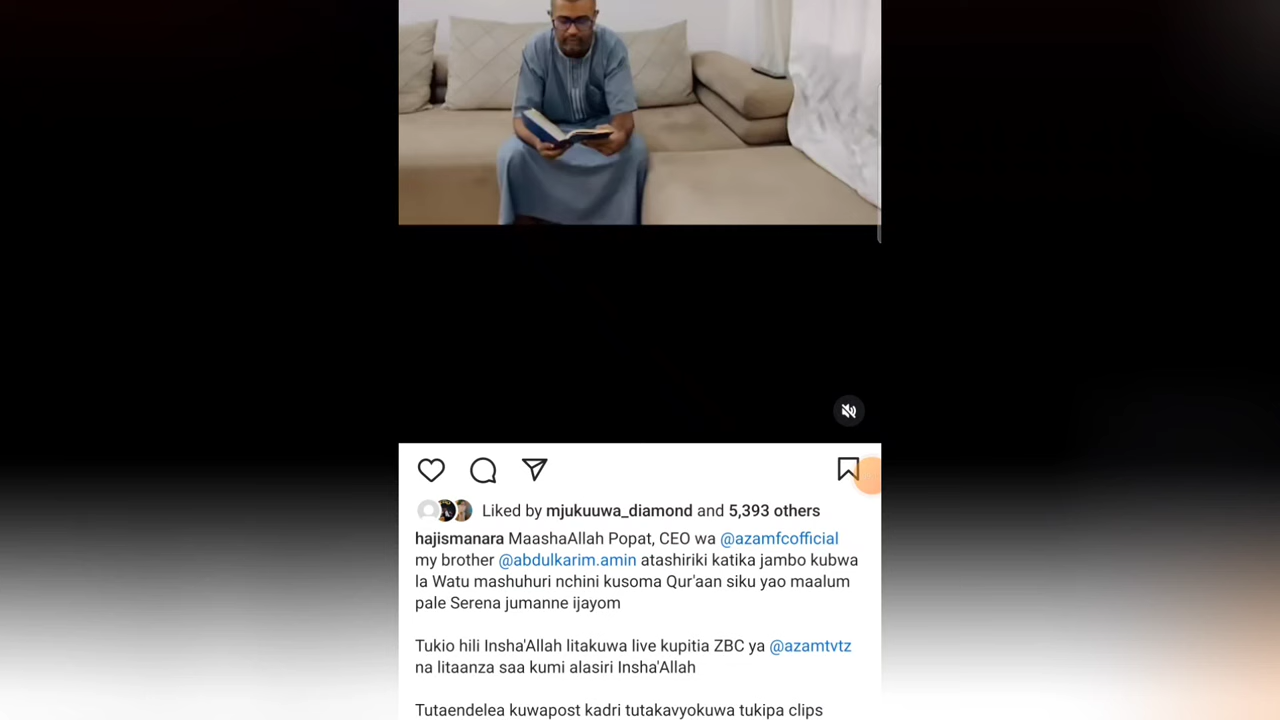 Liked by mjukuuwa_diamond and 5,393 others
hajismanara MaashaAllah Popat, CEO wa @azamfcofficial
my brother @abdulkarim.amin atashiriki katika jambo kubwa
la Watu mashuhuri nchini kusoma Qur'aan siku yao maalum
pale Serena jumanne ijayom
Tukio hili Insha'Allah litakuwa live kupitia ZBC ya @azamtvtz
na litaanza saa kumi alasiri Insha'Allah
Tutaendelea kuwapost kadri tutakavyokuwa tukipa clips